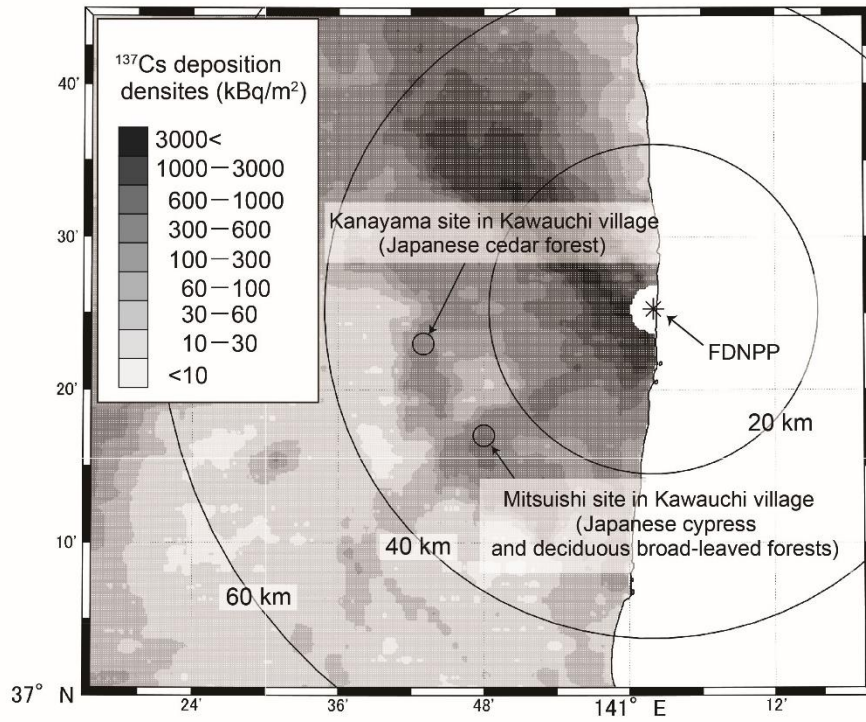 40'
30'
20'
10'
37° N
24'
36'
48'
141° E
12'
¹³⁷Cs deposition
densites (kBq/m²)
3000<
1000－3000
600－1000
300－600
100－300
60－100
30－60
10－30
<10
Kanayama site in Kawauchi village
(Japanese cedar forest)
FDNPP
20 km
Mitsuishi site in Kawauchi village
(Japanese cypress
and deciduous broad-leaved forests)
40 km
60 km